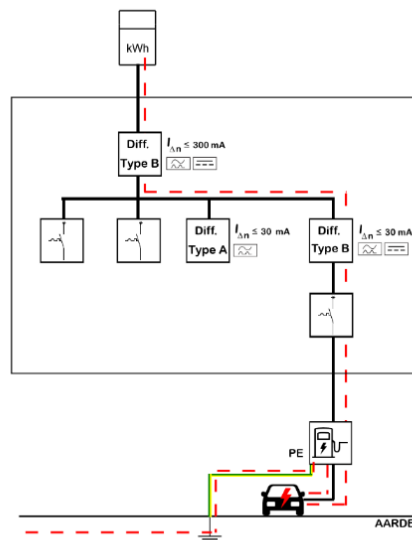 kWh
Diff.
Type B
IΔn ≤ 300 mA
Diff.
Type A
IΔn ≤ 30 mA
Diff.
Type B
IΔn ≤ 30 mA
PE
AARDE